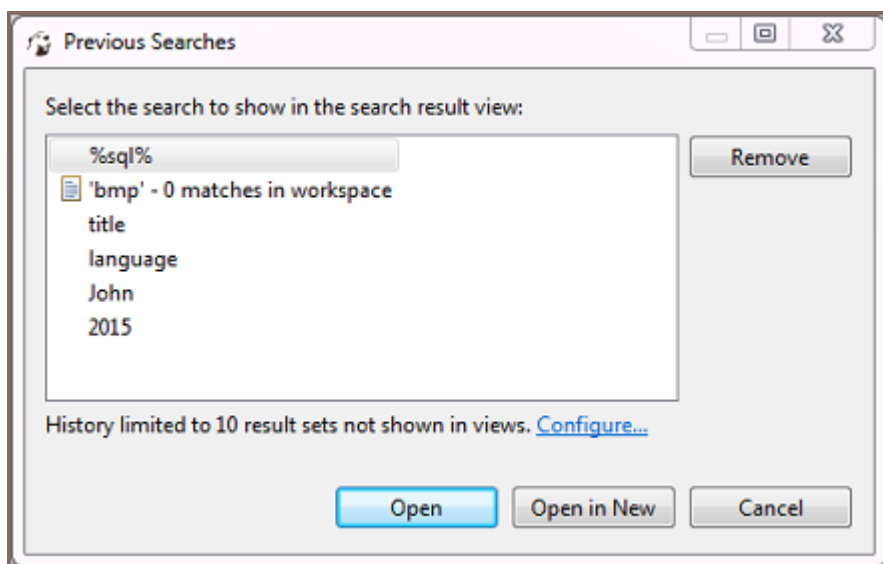 Previous Searches
Select the search to show in the search result view:
%sql%
Remove
'bmp' - 0 matches in workspace
title
language
John
2015
History limited to 10 result sets not shown in views. Configure...
Open
Open in New
Cancel